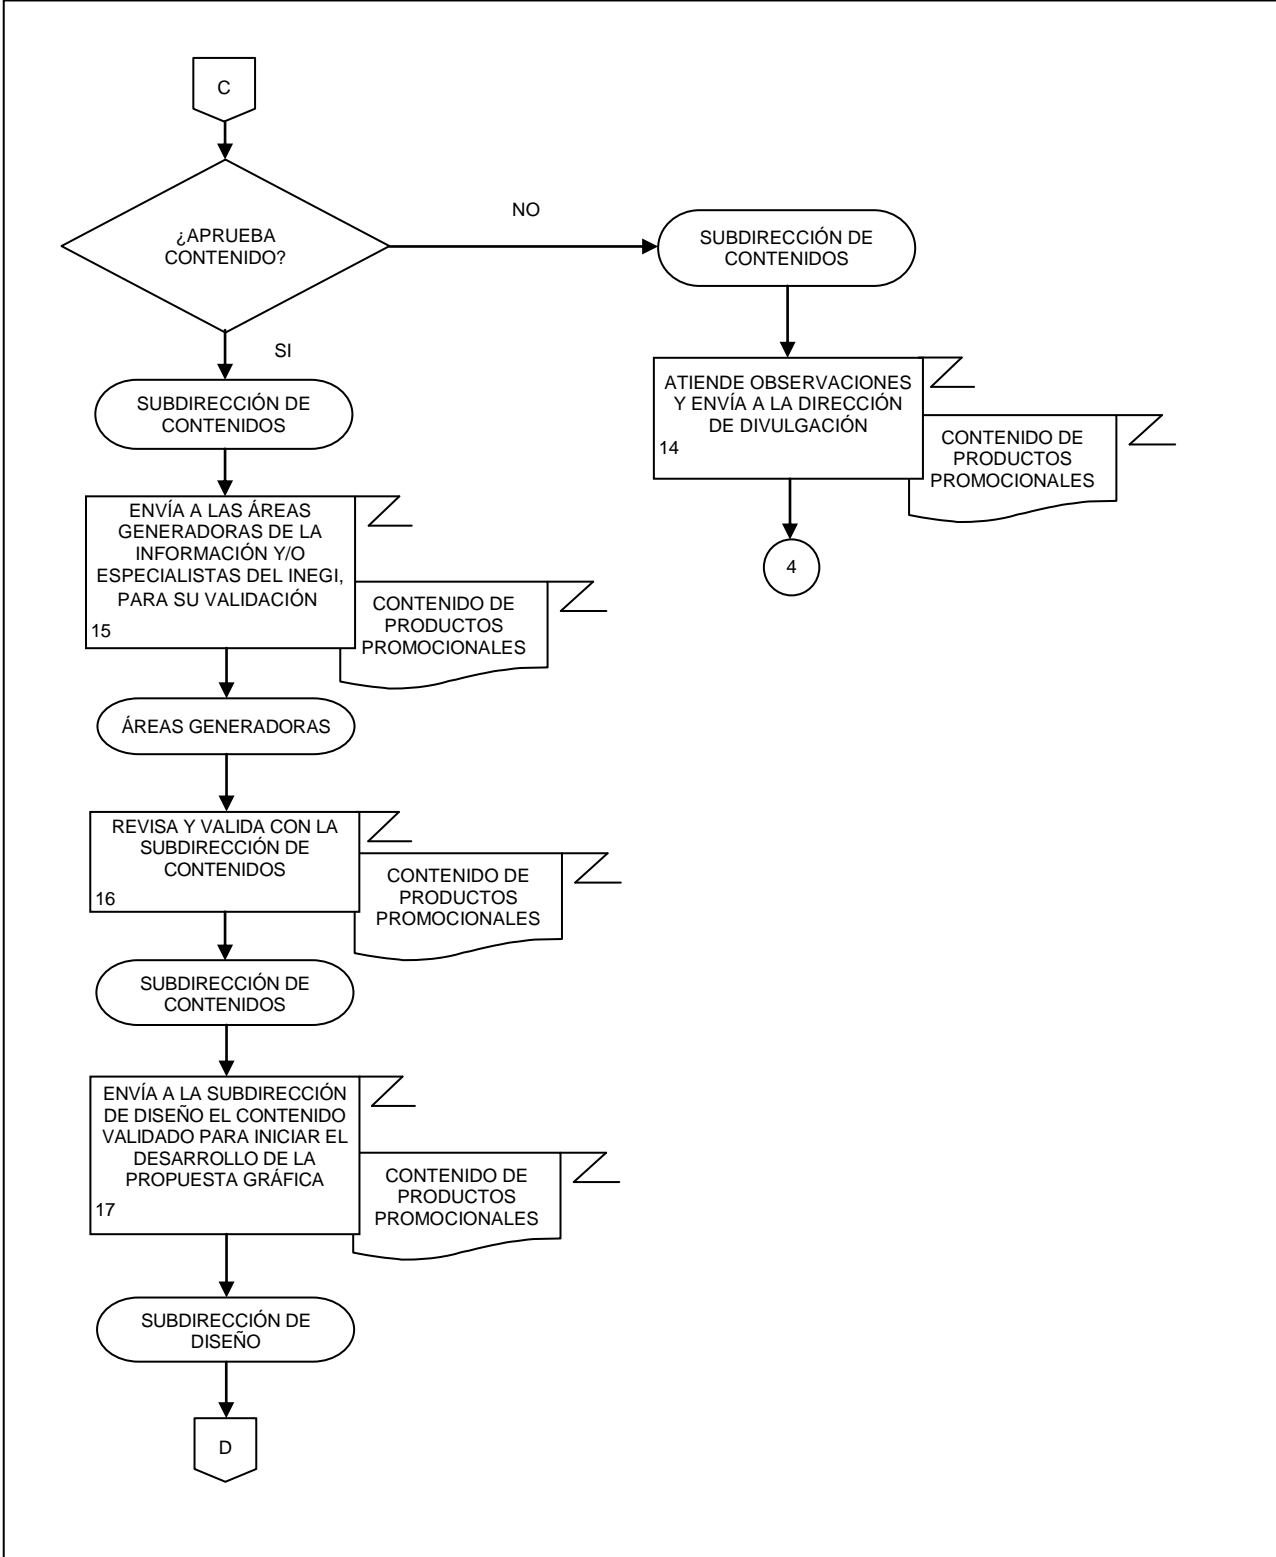 C
¿APRUEBA
CONTENIDO?
NO
SUBDIRECCIÓN DE
CONTENIDOS
ATIENDE OBSERVACIONES
Y ENVÍA A LA DIRECCIÓN
DE DIVULGACIÓN
14
CONTENIDO DE
PRODUCTOS
PROMOCIONALES
4
SI
SUBDIRECCIÓN DE
CONTENIDOS
ENVÍA A LAS ÁREAS
GENERADORAS DE LA
INFORMACIÓN Y/O
ESPECIALISTAS DEL INEGI,
PARA SU VALIDACIÓN
15
CONTENIDO DE
PRODUCTOS
PROMOCIONALES
ÁREAS GENERADORAS
REVISA Y VALIDA CON LA
SUBDIRECCIÓN DE
CONTENIDOS
16
CONTENIDO DE
PRODUCTOS
PROMOCIONALES
SUBDIRECCIÓN DE
CONTENIDOS
ENVÍA A LA SUBDIRECCIÓN
DE DISEÑO EL CONTENIDO
VALIDADO PARA INICIAR EL
DESARROLLO DE LA
PROPUESTA GRÁFICA
17
CONTENIDO DE
PRODUCTOS
PROMOCIONALES
SUBDIRECCIÓN DE
DISEÑO
D